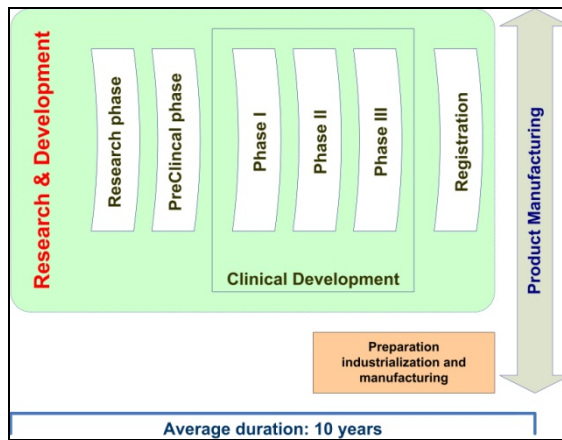 Research & Development
Research phase
PreClincal phase
Phase I
Phase II
Phase III
Registration
Clinical Development
Product Manufacturing
Preparation
industrialization and
manufacturing
Average duration: 10 years